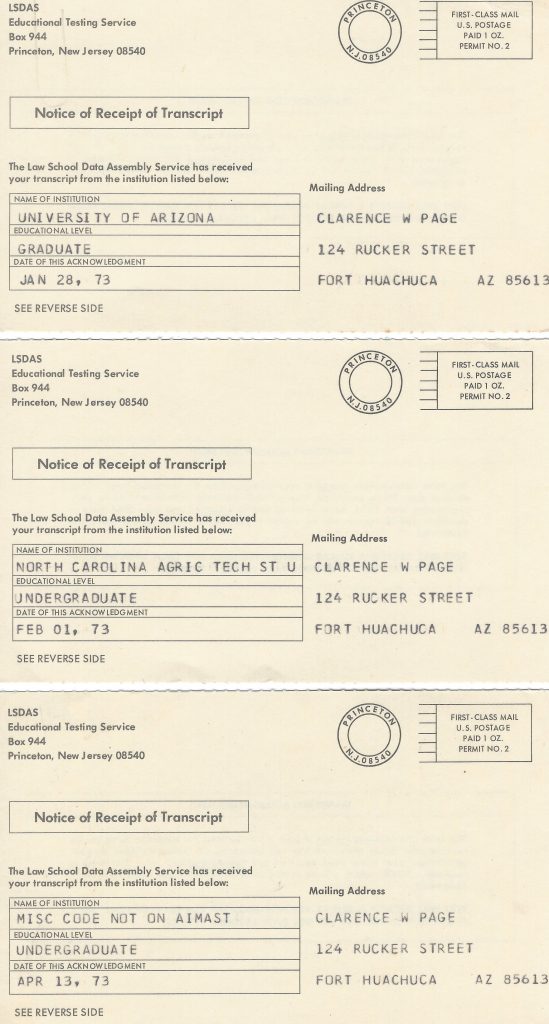 LSDAS
Educational Testing Service
Box 944
Princeton, New Jersey 08540
PRINCETON
N.J. 08540
FIRST-CLASS MAIL
U.S. POSTAGE
PAID 1 OZ.
PERMIT NO. 2
Notice of Receipt of Transcript
The Law School Data Assembly Service has received
your transcript from the institution listed below:
NAME OF INSTITUTION
UNIVERSITY OF ARIZONA
EDUCATIONAL LEVEL
GRADUATE
DATE OF THIS ACKNOWLEDGMENT
JAN 28, 73
Mailing Address
CLARENCE W PAGE
124 RUCKER STREET
FORT HUACHUCA AZ 85613
SEE REVERSE SIDE
LSDAS
Educational Testing Service
Box 944
Princeton, New Jersey 08540
PRINCETON
N.J. 08540
FIRST-CLASS MAIL
U.S. POSTAGE
PAID 1 OZ.
PERMIT NO. 2
Notice of Receipt of Transcript
The Law School Data Assembly Service has received
your transcript from the institution listed below:
NAME OF INSTITUTION
NORTH CAROLINA AGRIC TECH ST U
EDUCATIONAL LEVEL
UNDERGRADUATE
DATE OF THIS ACKNOWLEDGMENT
FEB 01, 73
Mailing Address
CLARENCE W PAGE
124 RUCKER STREET
FORT HUACHUCA AZ 85613
SEE REVERSE SIDE
LSDAS
Educational Testing Service
Box 944
Princeton, New Jersey 08540
PRINCETON
N.J. 08540
FIRST-CLASS MAIL
U.S. POSTAGE
PAID 1 OZ.
PERMIT NO. 2
Notice of Receipt of Transcript
The Law School Data Assembly Service has received
your transcript from the institution listed below:
NAME OF INSTITUTION
MISC CODE NOT ON AIMAST
EDUCATIONAL LEVEL
UNDERGRADUATE
DATE OF THIS ACKNOWLEDGMENT
APR 13, 73
Mailing Address
CLARENCE W PAGE
124 RUCKER STREET
FORT HUACHUCA AZ 85613
SEE REVERSE SIDE